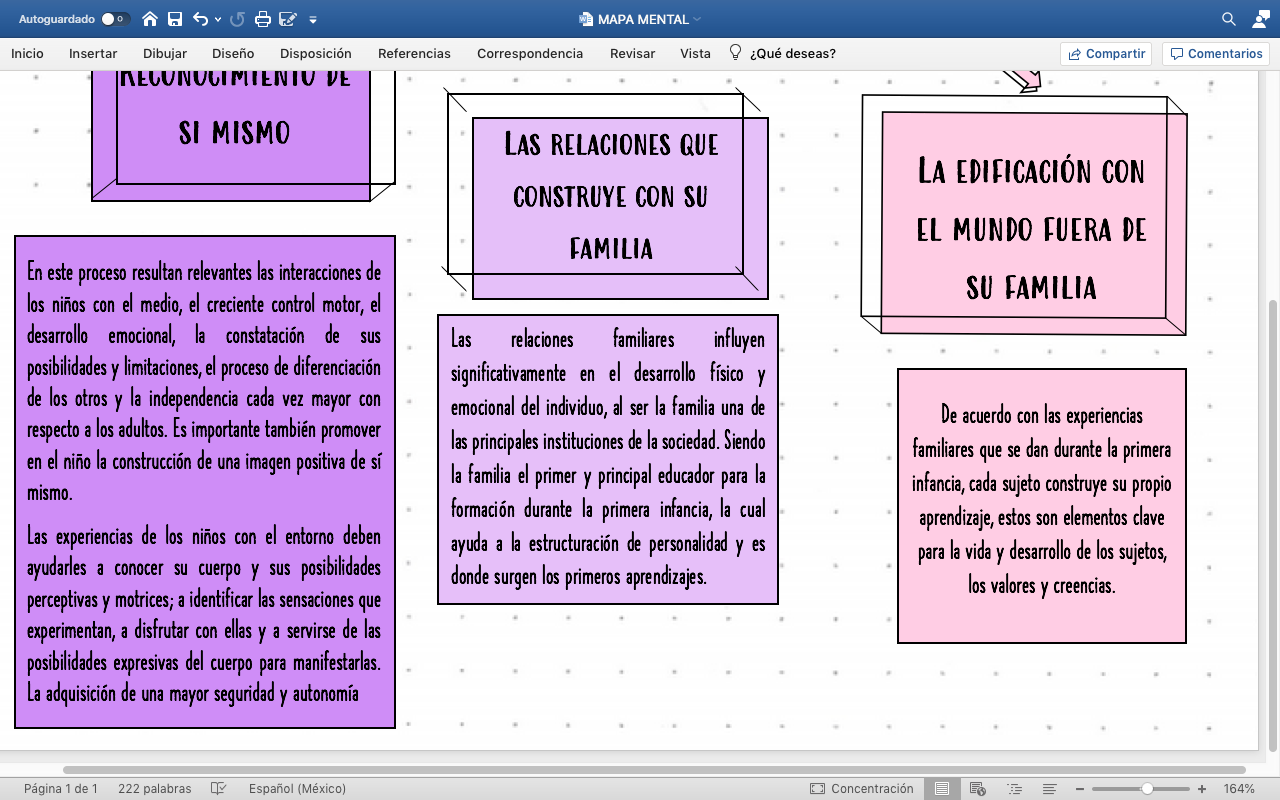 Autoguardado
MAPA MENTAL
Inicio
Insertar
Dibujar
Diseño
Disposición
Referencias
Correspondencia
Revisar
Vista
¿Qué deseas?
Compartir
Comentarios
RECONOCIMIENTO DE
SI MISMO
En este proceso resultan relevantes las interacciones de
los niños con el medio, el creciente control motor, el
desarrollo emocional, la constatación de sus
posibilidades y limitaciones, el proceso de diferenciación
de los otros y la independencia cada vez mayor con
respecto a los adultos. Es importante también promover
en el niño la construcción de una imagen positiva de sí
mismo.
Las experiencias de los niños con el entorno deben
ayudarles a conocer su cuerpo y sus posibilidades
perceptivas y motrices; a identificar las sensaciones que
experimentan, a disfrutar con ellas y a servirse de las
posibilidades expresivas del cuerpo para manifestarlas.
La adquisición de una mayor seguridad y autonomía
LAS RELACIONES QUE
CONSTRUYE CON SU
FAMILIA
Las relaciones familiares influyen
significativamente en el desarrollo físico y
emocional del individuo, al ser la familia una de
las principales instituciones de la sociedad. Siendo
la familia el primer y principal educador para la
formación durante la primera infancia, la cual
ayuda a la estructuración de personalidad y es
donde surgen los primeros aprendizajes.
LA EDIFICACIÓN CON
EL MUNDO FUERA DE
SU FAMILIA
De acuerdo con las experiencias
familiares que se dan durante la primera
infancia, cada sujeto construye su propio
aprendizaje, estos son elementos clave
para la vida y desarrollo de los sujetos,
los valores y creencias.
Página 1 de 1
222 palabras
Español (México)
Concentración
164%